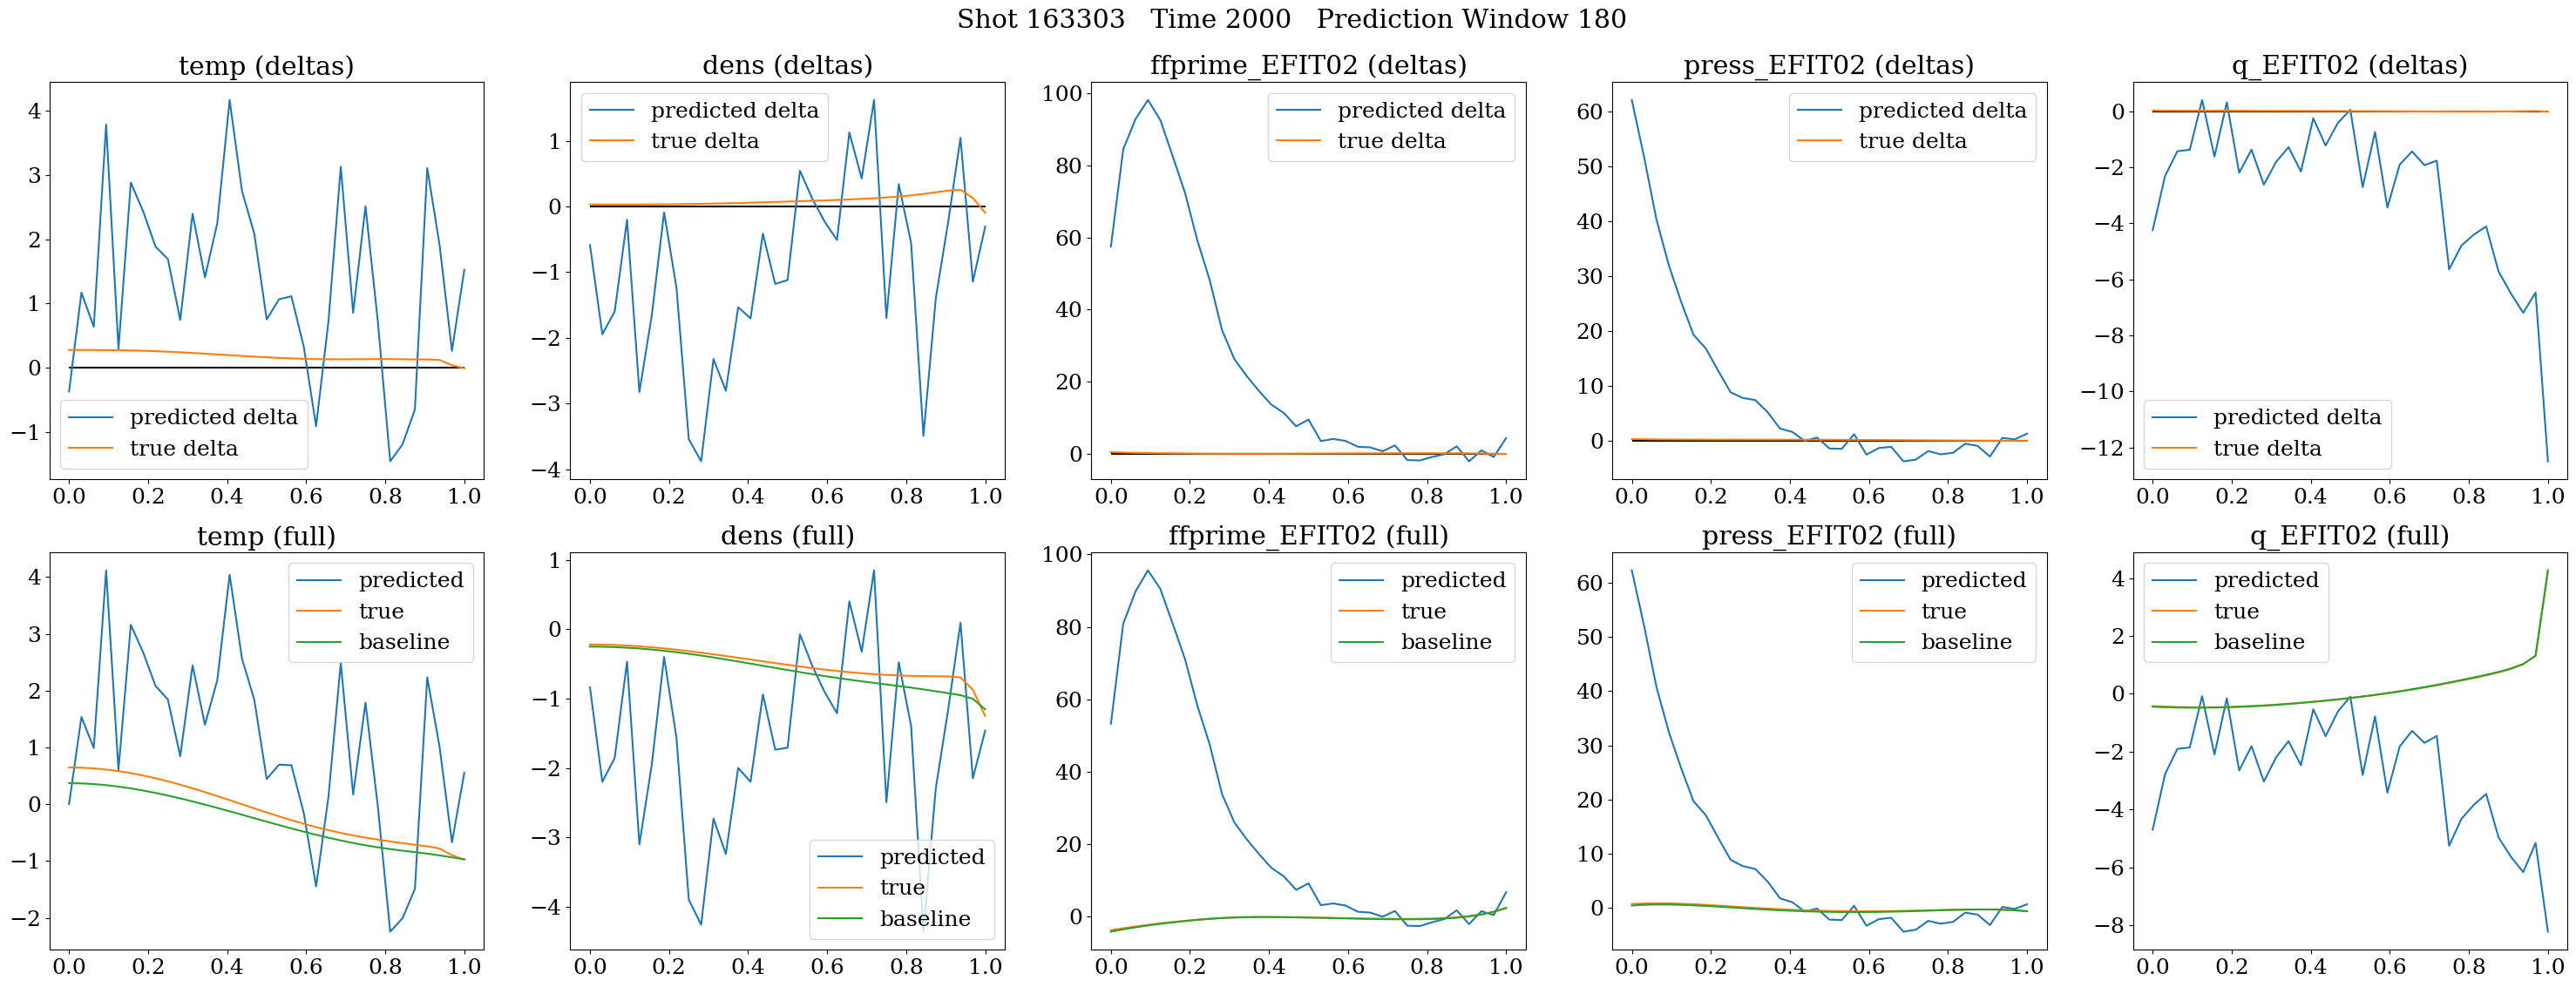 Shot 163303   Time 2000   Prediction Window 180
temp (deltas)
4
3
2
1
0
−1
0.0 0.2 0.4 0.6 0.8 1.0
predicted delta
true delta
dens (deltas)
1
0
−1
−2
−3
−4
0.0 0.2 0.4 0.6 0.8 1.0
predicted delta
true delta
ffprime_EFIT02 (deltas)
100
80
60
40
20
0
0.0 0.2 0.4 0.6 0.8 1.0
predicted delta
true delta
press_EFIT02 (deltas)
60
50
40
30
20
10
0
0.0 0.2 0.4 0.6 0.8 1.0
predicted delta
true delta
q_EFIT02 (deltas)
0
−2
−4
−6
−8
−10
−12
0.0 0.2 0.4 0.6 0.8 1.0
predicted delta
true delta
temp (full)
4
3
2
1
0
−1
−2
0.0 0.2 0.4 0.6 0.8 1.0
predicted
true
baseline
dens (full)
1
0
−1
−2
−3
−4
0.0 0.2 0.4 0.6 0.8 1.0
predicted
true
baseline
ffprime_EFIT02 (full)
100
80
60
40
20
0
0.0 0.2 0.4 0.6 0.8 1.0
predicted
true
baseline
press_EFIT02 (full)
60
50
40
30
20
10
0
0.0 0.2 0.4 0.6 0.8 1.0
predicted
true
baseline
q_EFIT02 (full)
4
2
0
−2
−4
−6
−8
0.0 0.2 0.4 0.6 0.8 1.0
predicted
true
baseline